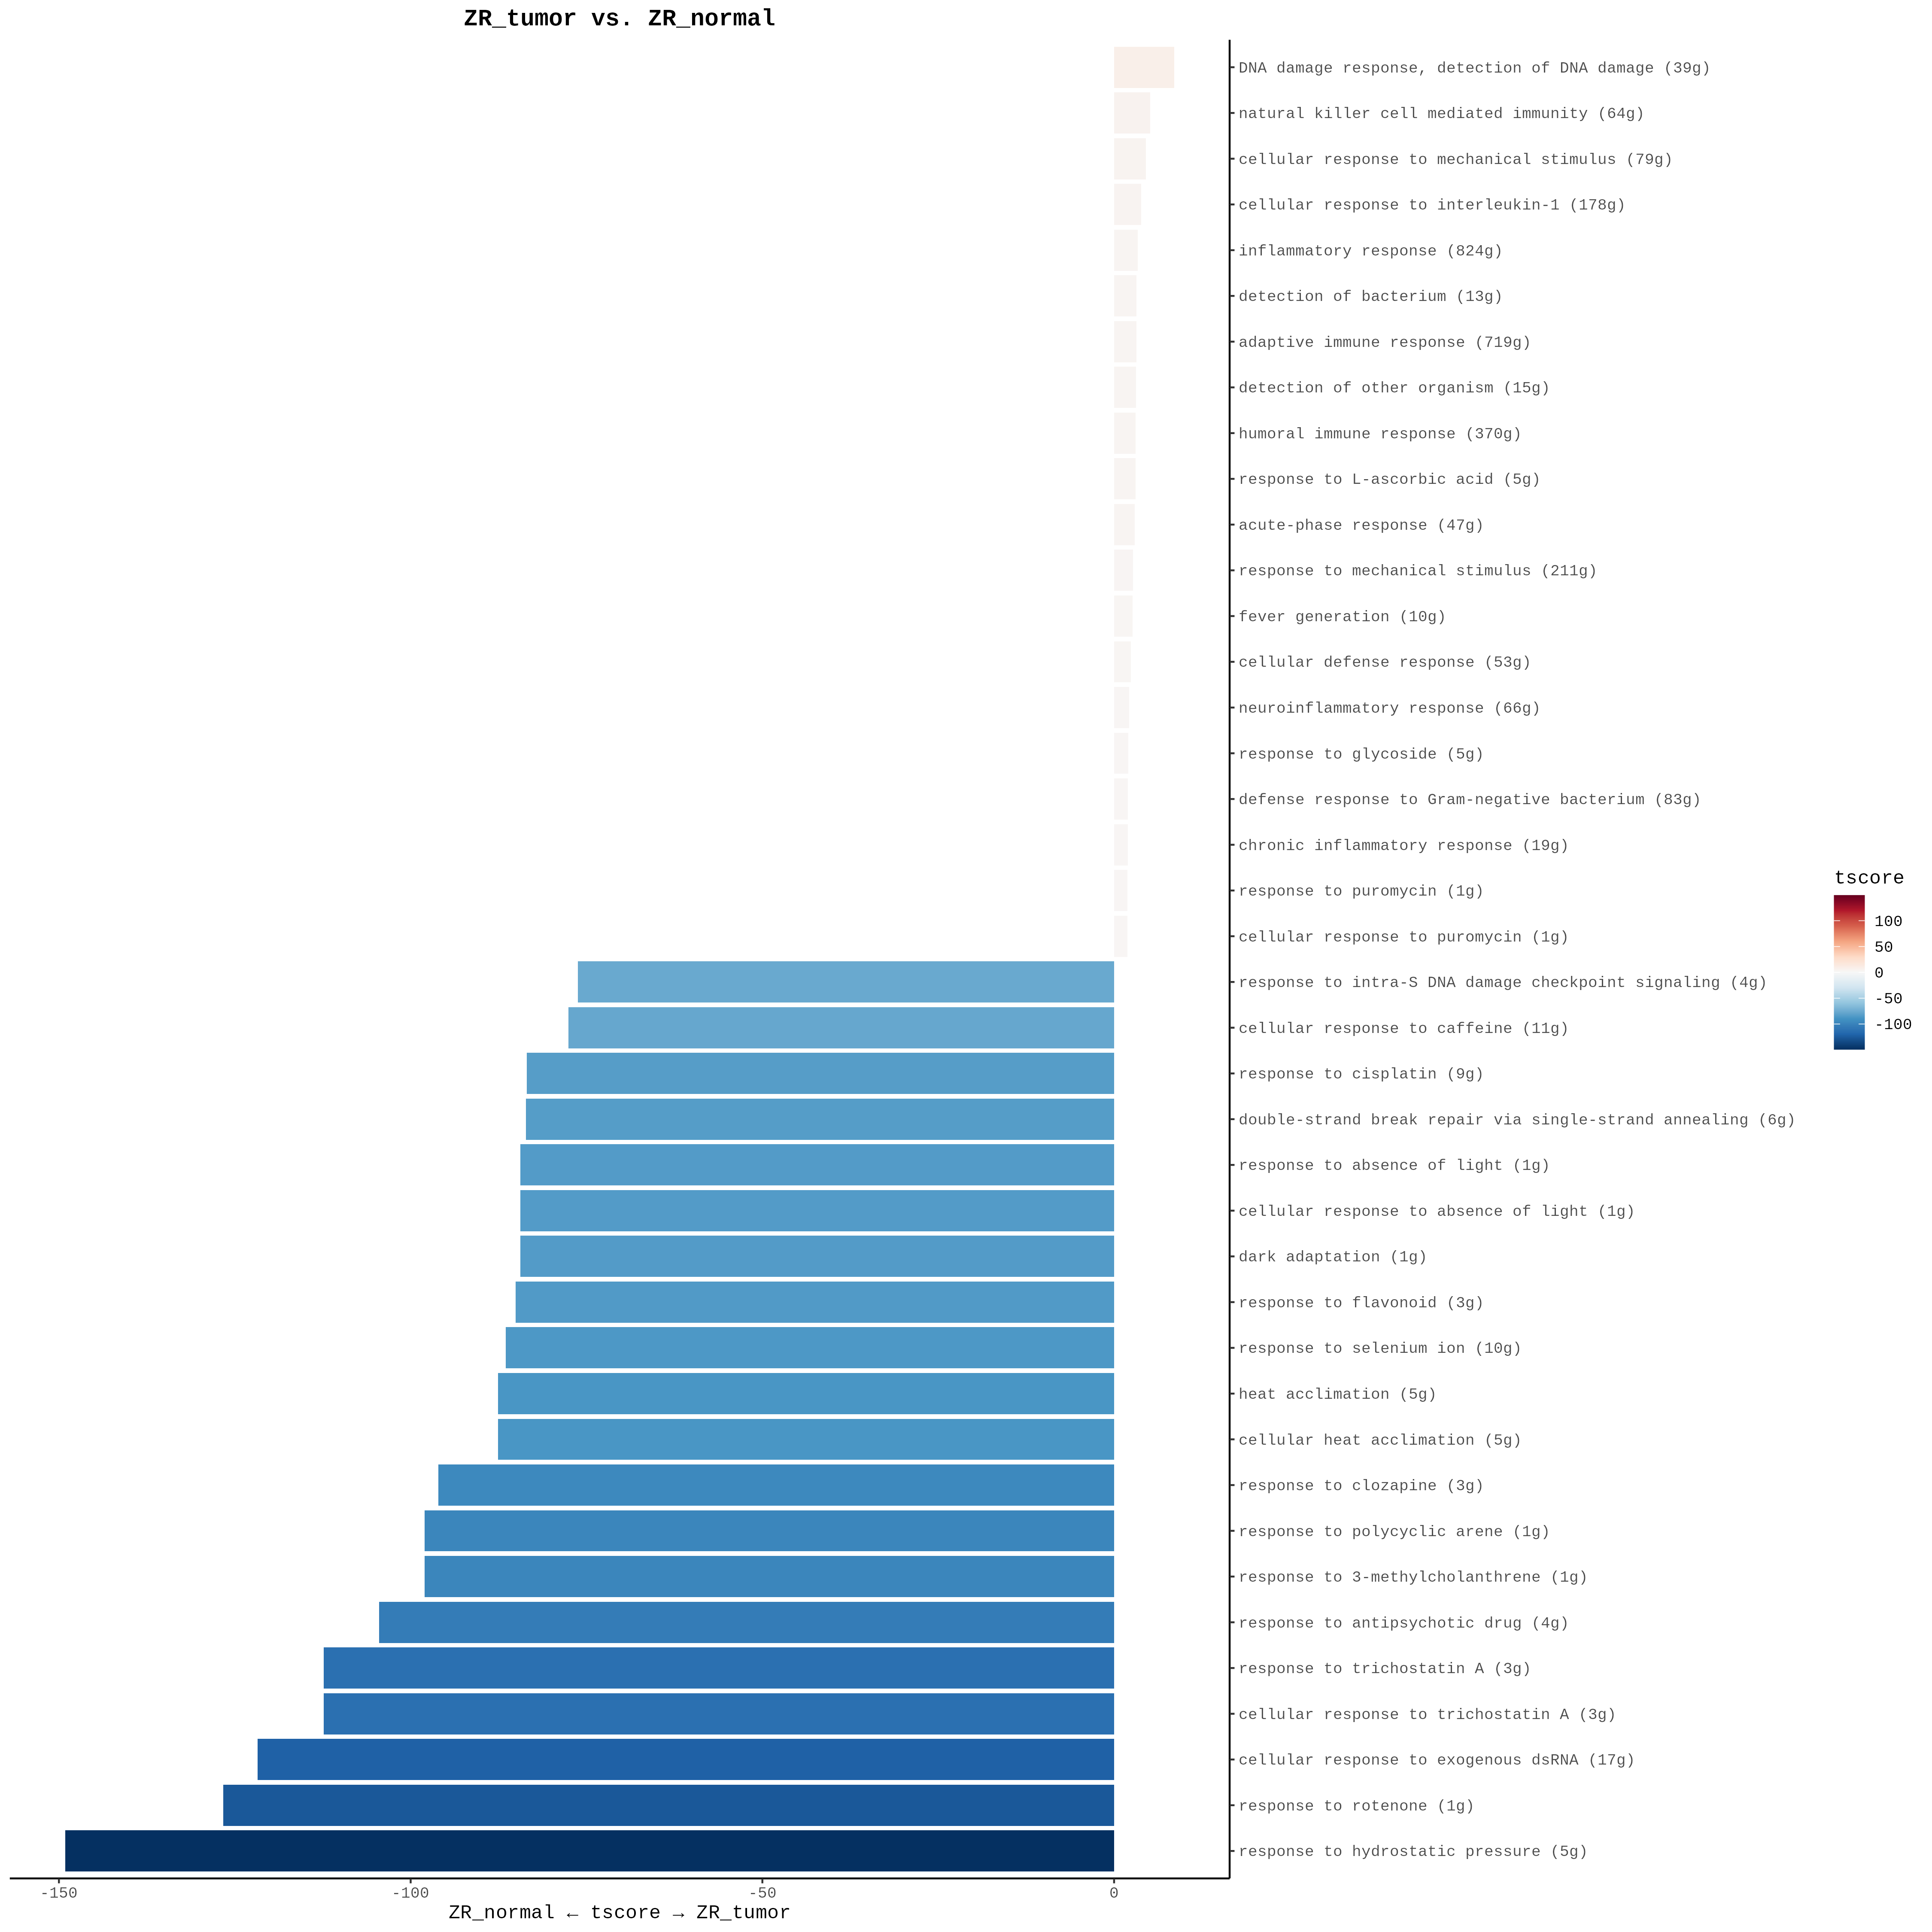 ZR_tumor vs. ZR_normal
DNA damage response, detection of DNA damage (39g)
natural killer cell mediated immunity (64g)
cellular response to mechanical stimulus (79g)
cellular response to interleukin-1 (178g)
inflammatory response (824g)
detection of bacterium (13g)
adaptive immune response (719g)
detection of other organism (15g)
humoral immune response (370g)
response to L-ascorbic acid (5g)
acute-phase response (47g)
response to mechanical stimulus (211g)
fever generation (10g)
cellular defense response (53g)
neuroinflammatory response (66g)
response to glycoside (5g)
defense response to Gram-negative bacterium (83g)
chronic inflammatory response (19g)
response to puromycin (1g)
cellular response to puromycin (1g)
response to intra-S DNA damage checkpoint signaling (4g)
cellular response to caffeine (11g)
response to cisplatin (9g)
double-strand break repair via single-strand annealing (6g)
response to absence of light (1g)
cellular response to absence of light (1g)
dark adaptation (1g)
response to flavonoid (3g)
response to selenium ion (10g)
heat acclimation (5g)
cellular heat acclimation (5g)
response to clozapine (3g)
response to polycyclic arene (1g)
response to 3-methylcholanthrene (1g)
response to antipsychotic drug (4g)
response to trichostatin A (3g)
cellular response to trichostatin A (3g)
cellular response to exogenous dsRNA (17g)
response to rotenone (1g)
response to hydrostatic pressure (5g)
-150 -100 -50 0
ZR_normal ← tscore → ZR_tumor
tscore
100
50
0
-50
-100